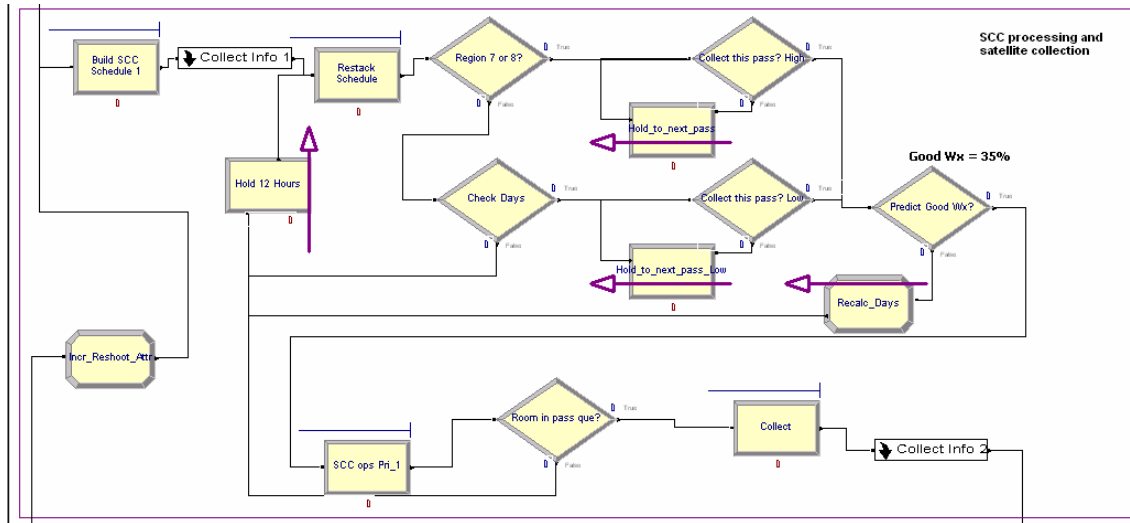 SCC processing and
satellite collection
Build SCC
Schedule 1
Collect Info 1
Restack
Schedule
Region 7 or 8?
True
False
Collect this pass? High
True
False
Hold_to_next_pass
Good Wx = 35%
Hold 12 Hours
Check Days
True
False
Collect this pass? Low
True
False
Hold_to_next_pass_Low
Predict Good Wx?
True
False
Recalc_Days
Incr_Reshoot_Attr
SCC ops Pri_1
Room in pass que?
True
False
Collect
Collect Info 2